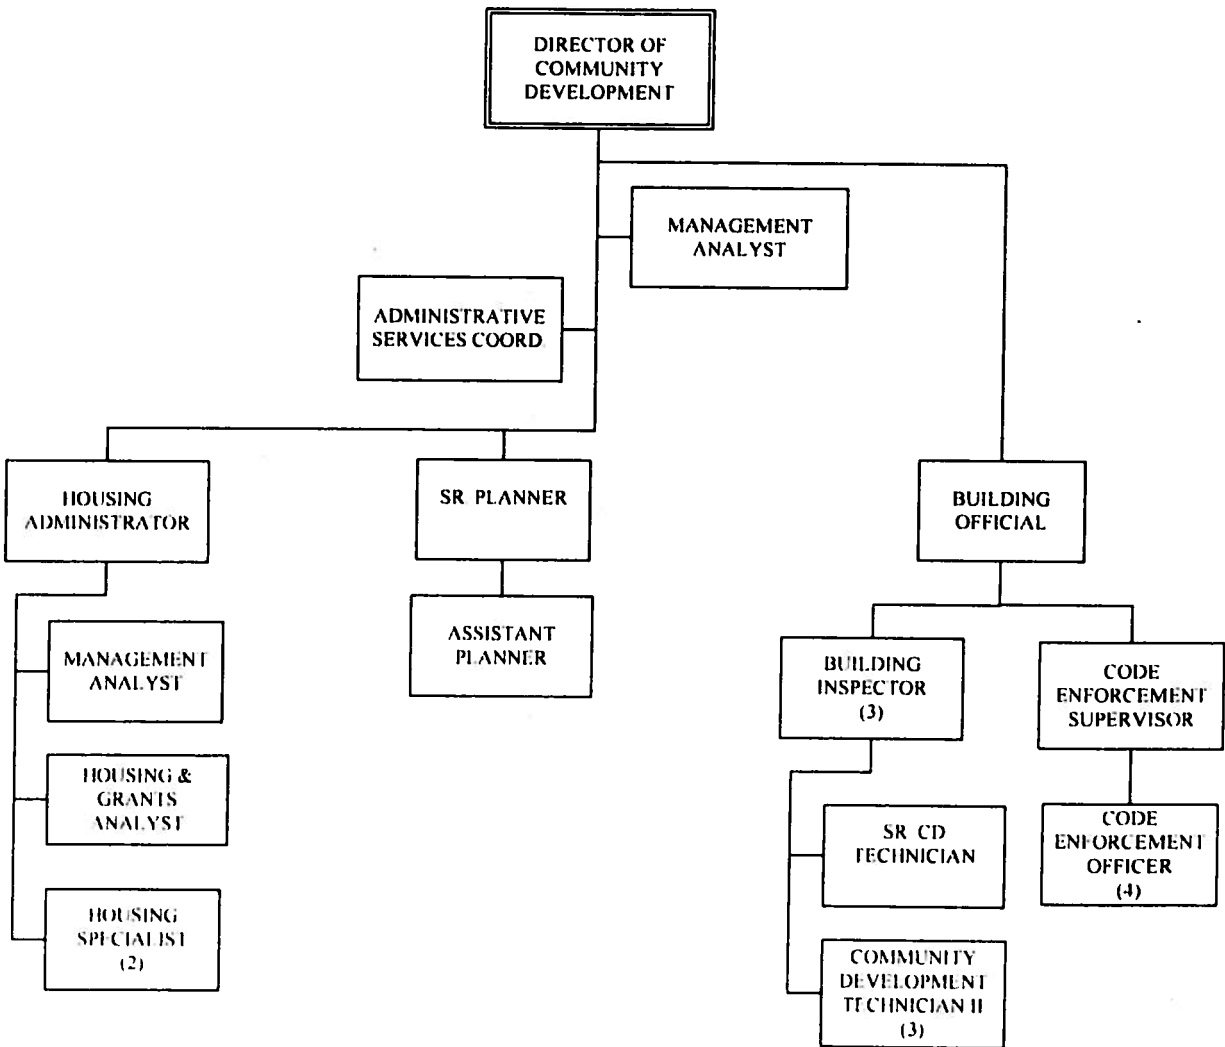 DIRECTOR OF
COMMUNITY
DEVELOPMENT
MANAGEMENT
ANALYST
ADMINISTRATIVE
SERVICES COORD
HOUSING
ADMINISTRATOR
SR PLANNER
BUILDING
OFFICIAL
MANAGEMENT
ANALYST
HOUSING &
GRANTS
ANALYST
HOUSING
SPECIALIST
(2)
ASSISTANT
PLANNER
BUILDING
INSPECTOR
(3)
SR CD
TECHNICIAN
COMMUNITY
DEVELOPMENT
TECHNICIAN II
(3)
CODE
ENFORCEMENT
SUPERVISOR
CODE
ENFORCEMENT
OFFICER
(4)